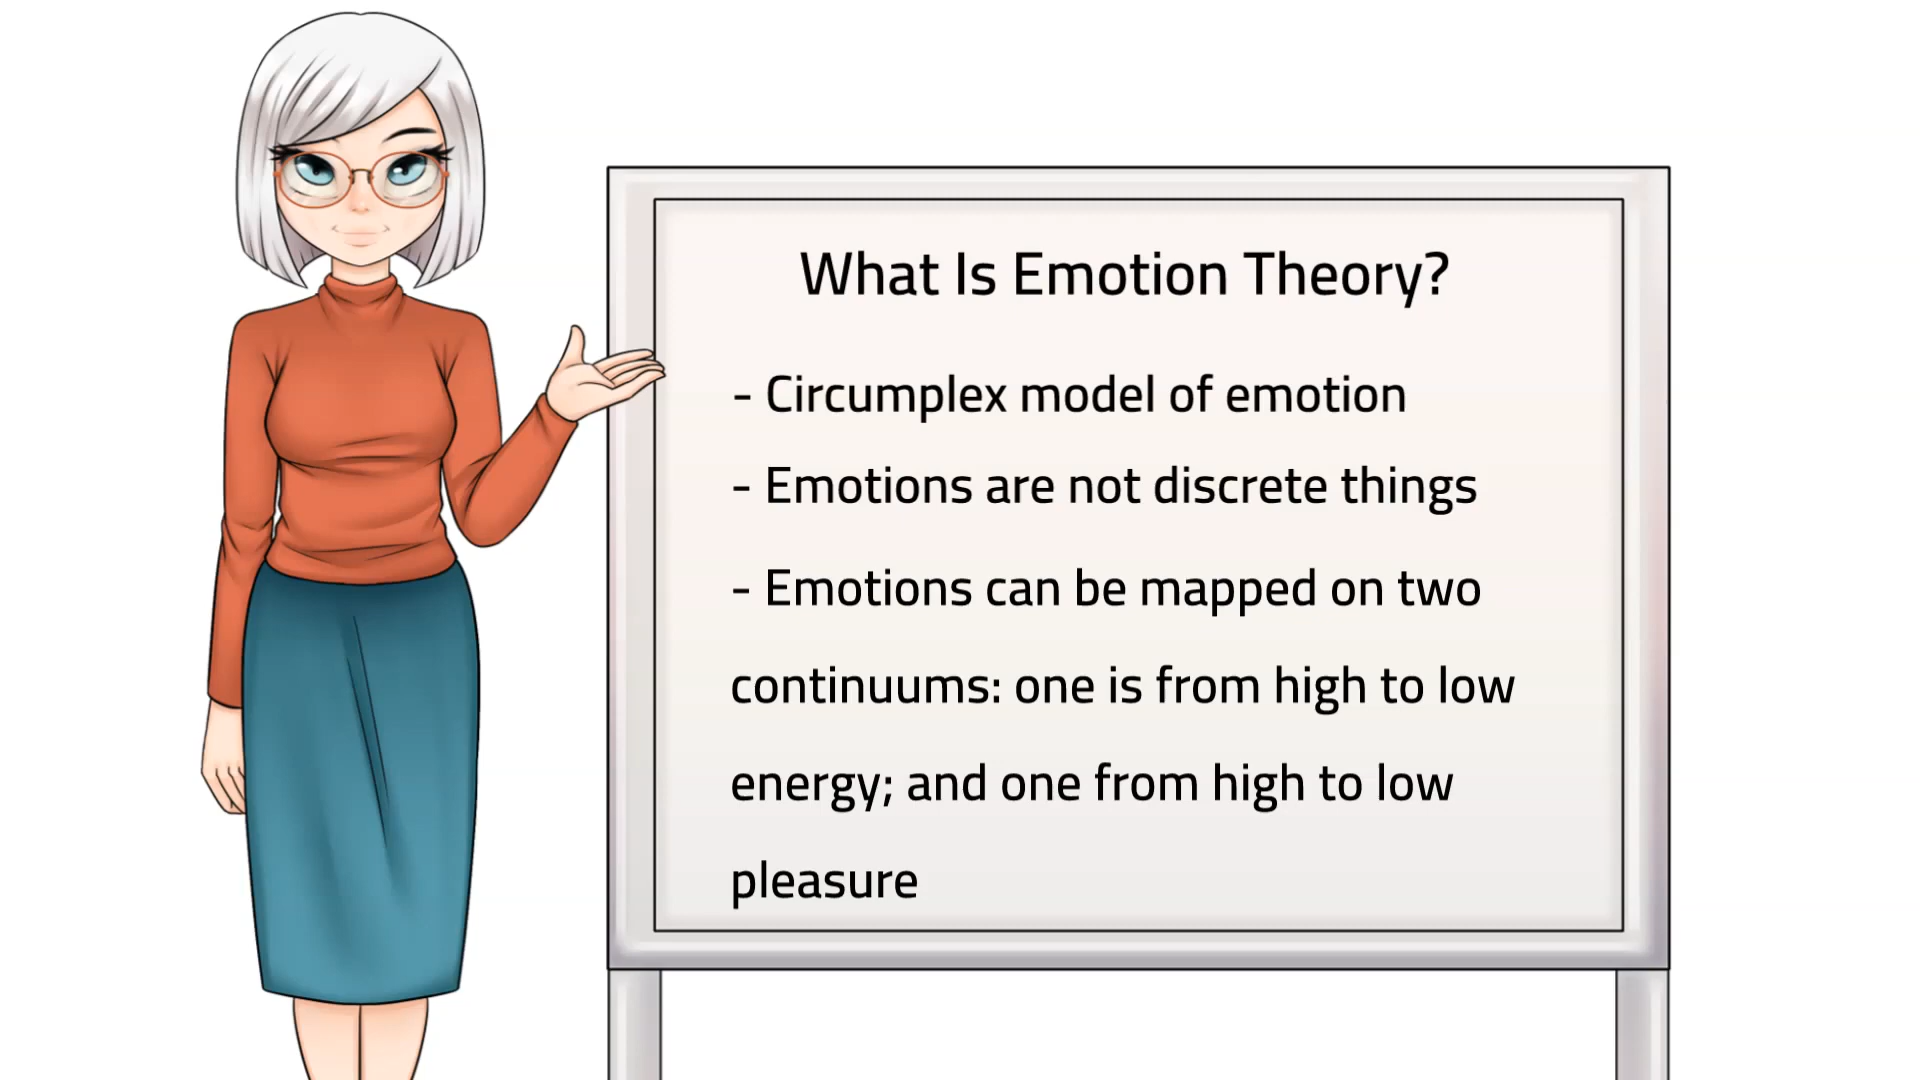 What Is Emotion Theory?
- Circumplex model of emotion
- Emotions are not discrete things
- Emotions can be mapped on two
continuums: one is from high to low
energy; and one from high to low
pleasure